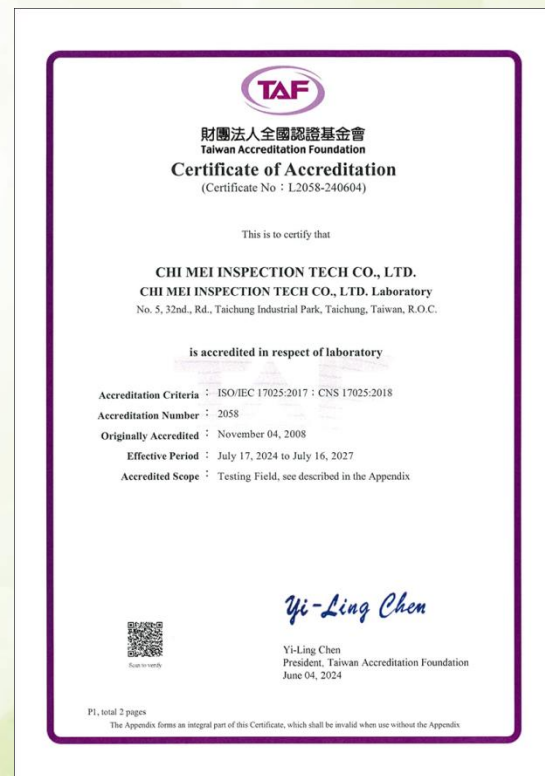 TAF
財團法人全國認證基金會
Taiwan Accreditation Foundation
Certificate of Accreditation
(Certificate No：L2058-240604)
This is to certify that
CHI MEI INSPECTION TECH CO., LTD.
CHI MEI INSPECTION TECH CO., LTD. Laboratory
No. 5, 32nd., Rd., Taichung Industrial Park, Taichung, Taiwan, R.O.C.
is accredited in respect of laboratory
TAF
Accreditation Criteria：ISO/IEC 17025:2017；CNS 17025:2018
Accreditation Number：2058
Originally Accredited：November 04, 2008
Effective Period：July 17, 2024 to July 16, 2027
Accredited Scope：Testing Field, see described in the Appendix
Yi-Ling Chen
Scan to verify
Yi-Ling Chen
President, Taiwan Accreditation Foundation
June 04, 2024
P1, total 2 pages
The Appendix forms an integral part of this Certificate, which shall be invalid when use without the Appendix